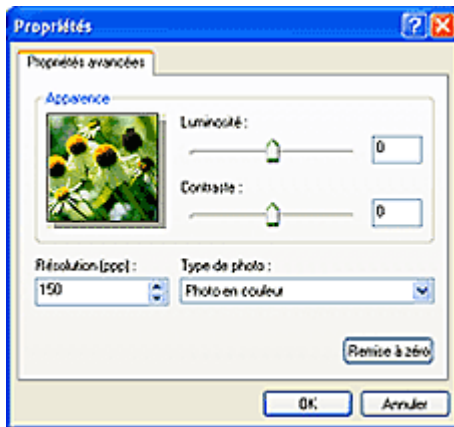 Propriétés
Propriétés avancées
Apparence
Luminosité :
0
Contraste :
0
Résolution (ppp) :
Type de photo :
150
Photo en couleur
Remise à zéro
OK
Annuler